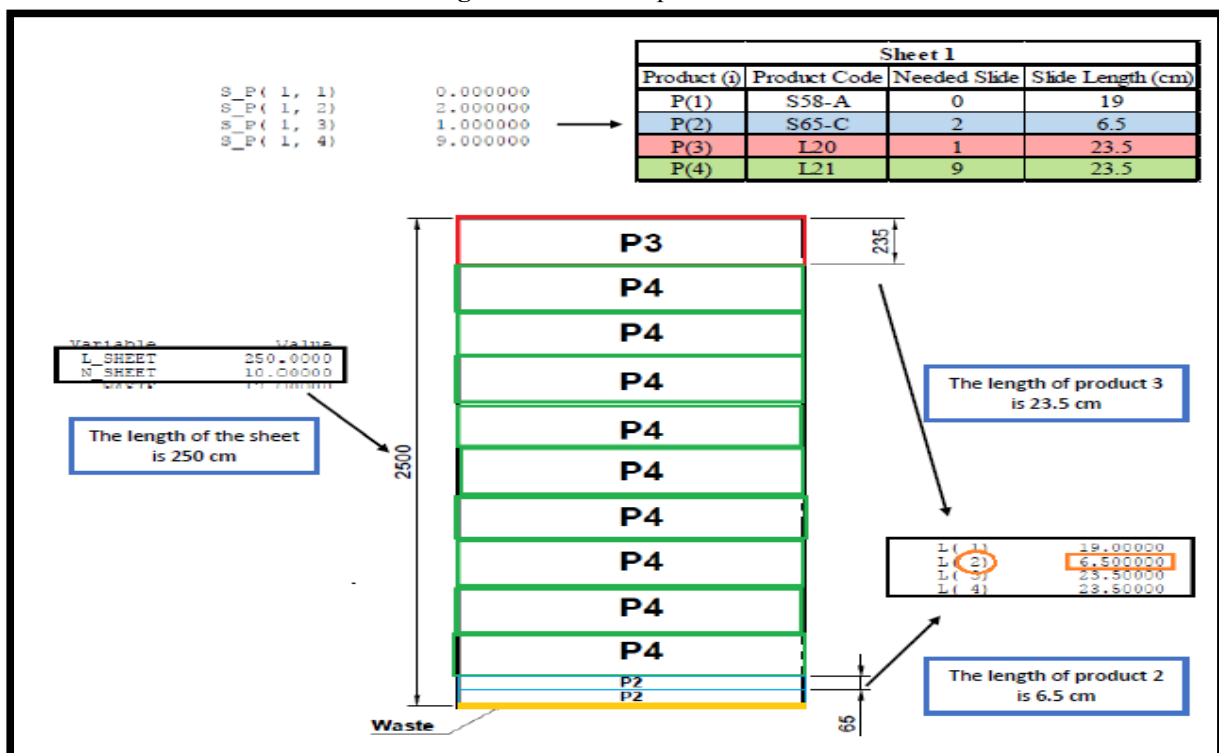 Sheet 1
Product (i) Product Code Needed Slide Slide Length (cm)
P(1) S58-A 0 19
P(2) S65-C 2 6.5
P(3) L20 1 23.5
P(4) L21 9 23.5
S_P( 1, 1) 0.000000
S_P( 1, 2) 2.000000
S_P( 1, 3) 1.000000
S_P( 1, 4) 9.000000
P3
235
P4
P4
P4
P4
P4
P4
P4
P4
P4
P2
P2
2500
65
Waste
Variable Value
L_SHEET 250.0000
N_SHEET 10.00000
The length of the sheet
is 250 cm
The length of product 3
is 23.5 cm
L( 1) 19.00000
L( 2) 6.500000
L( 3) 23.50000
L( 4) 23.50000
The length of product 2
is 6.5 cm